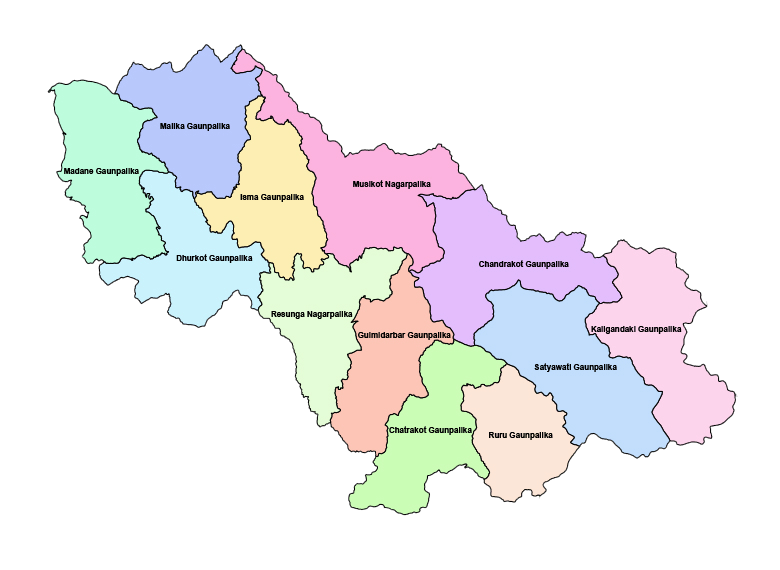 Malika Gaunpalika
Madane Gaunpalika
Musikot Nagarpalika
Isma Gaunpalika
Dhurkot Gaunpalika
Chandrakot Gaunpalika
Resunga Nagarpalika
Kaligandaki Gaunpalika
Gulmidarbar Gaunpalika
Satyawati Gaunpalika
Chatrakot Gaunpalika
Ruru Gaunpalika